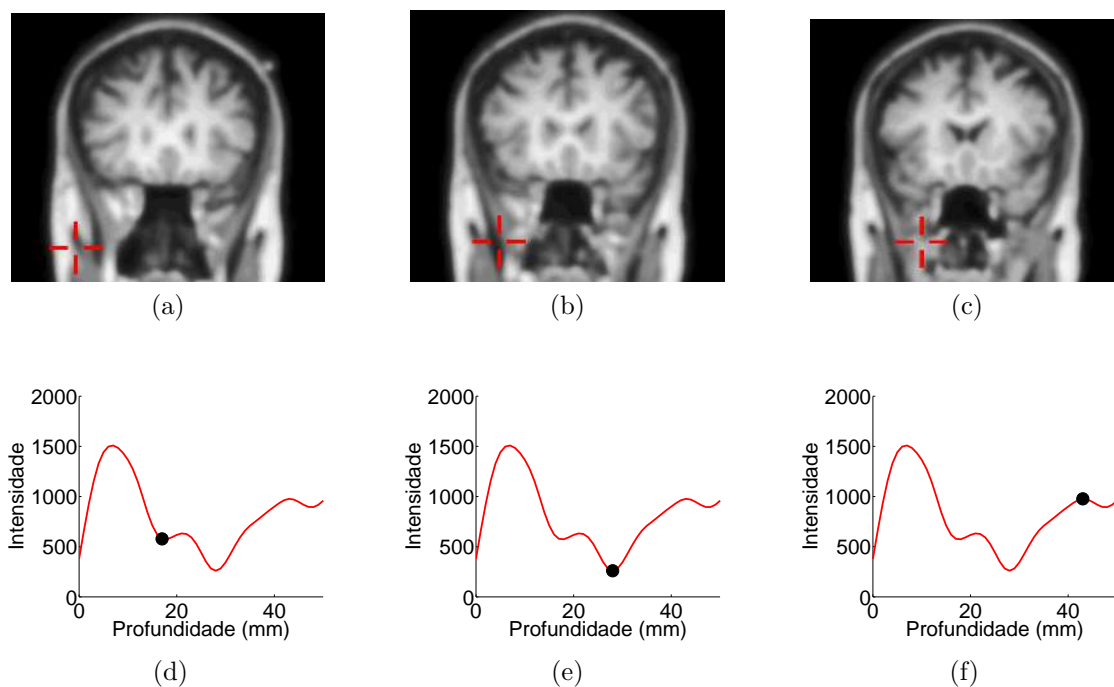 (a) (b) (c)
2000 2000 2000
1500 1500 1500
1000 1000 1000
500 500 500
0 0 0
Intensidade Intensidade Intensidade
0 20 40 0 20 40 0 20 40
Profundidade (mm) Profundidade (mm) Profundidade (mm)
(d) (e) (f)